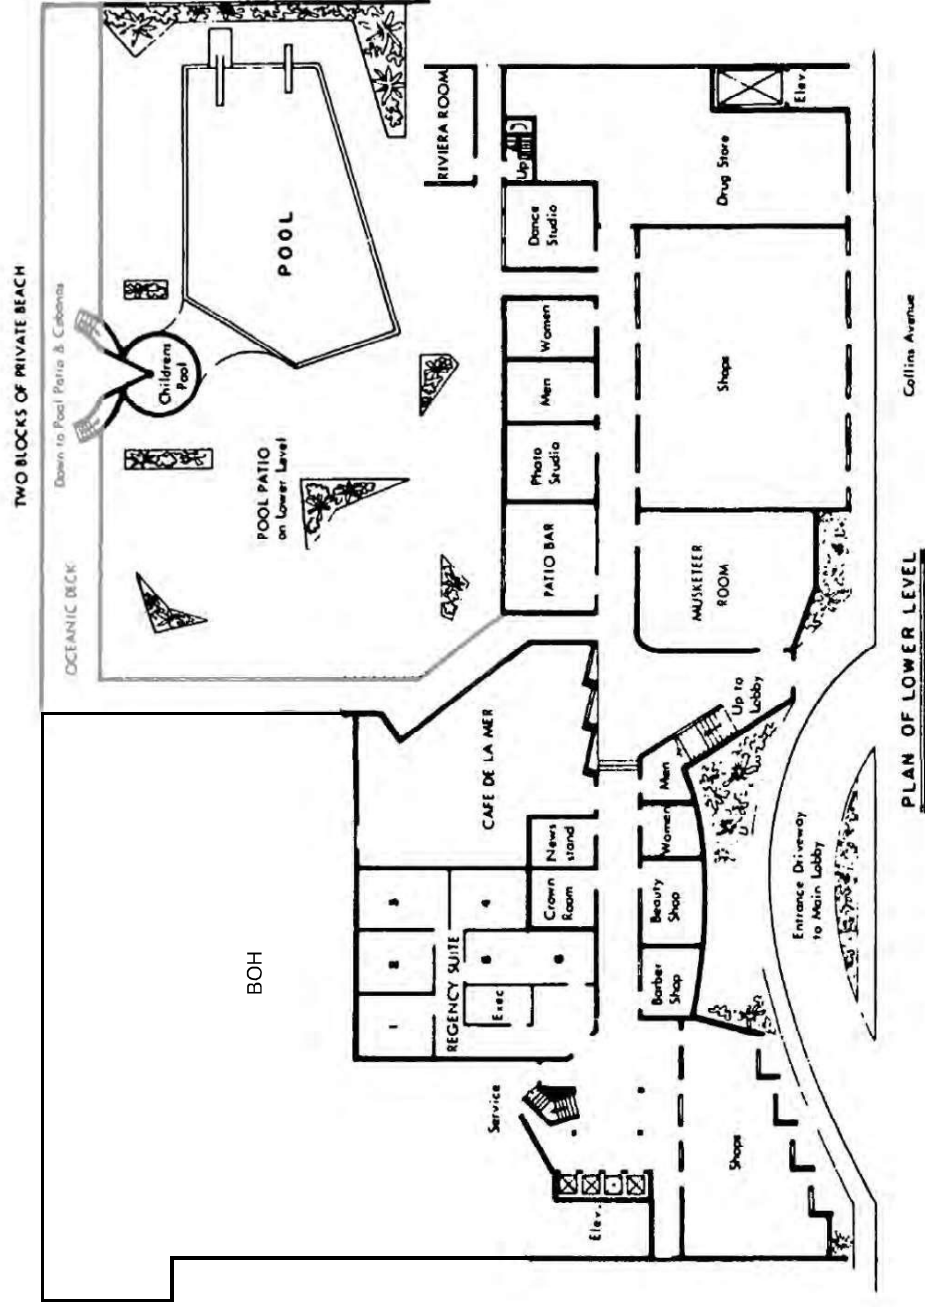 TWO BLOCKS OF PRIVATE BEACH
OCEANIC DECK
Down to Pool Patio & Cabanas
Childrens
Pool
POOL
POOL PATIO
on Lower Level
RIVIERA ROOM
BOH
CAFE DE LA MER
REGENCY SUITE
1
2
3
4
5
6
Exec
Crown
Room
News
stand
PATIO BAR
Photo
Studio
Men
Women
Dance
Studio
Up
Service
Elev.
Shops
Barber
Shop
Beauty
Shop
Women
Men
Up to
Lobby
MUSKETEER
ROOM
Shops
Drug Store
Elev.
Entrance Driveway
to Main Lobby
Collins Avenue
PLAN OF LOWER LEVEL